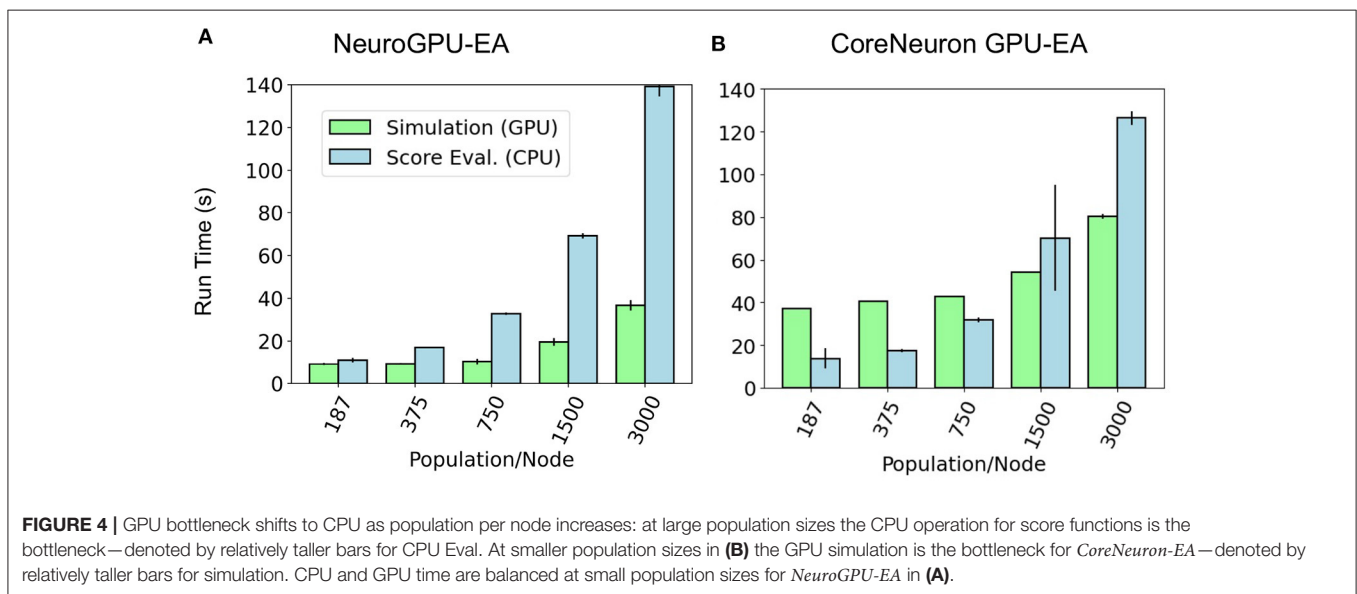 A
NeuroGPU-EA
B
CoreNeuron GPU-EA
Run Time (s)
140
120
100
80
60
40
20
0
Simulation (GPU)
Score Eval. (CPU)
187
375
750
1500
3000
Population/Node
140
120
100
80
60
40
20
0
187
375
750
1500
3000
Population/Node
FIGURE 4 | GPU bottleneck shifts to CPU as population per node increases: at large population sizes the CPU operation for score functions is the
bottleneck—denoted by relatively taller bars for CPU Eval. At smaller population sizes in (B) the GPU simulation is the bottleneck for CoreNeuron-EA—denoted by
relatively taller bars for simulation. CPU and GPU time are balanced at small population sizes for NeuroGPU-EA in (A).